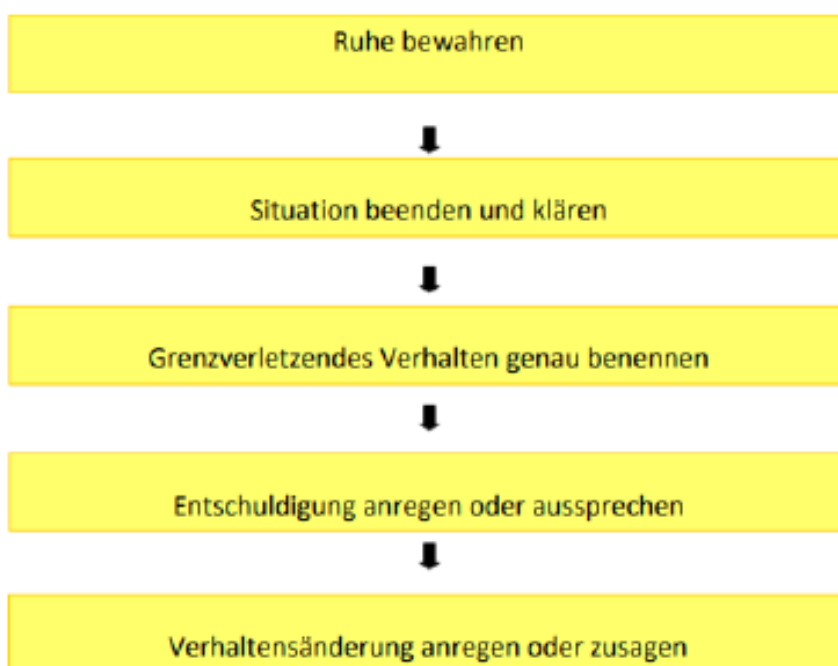 Ruhe bewahren
Situation beenden und klären
Grenzverletzendes Verhalten genau benennen
Entschuldigung anregen oder aussprechen
Verhaltensänderung anregen oder zusagen